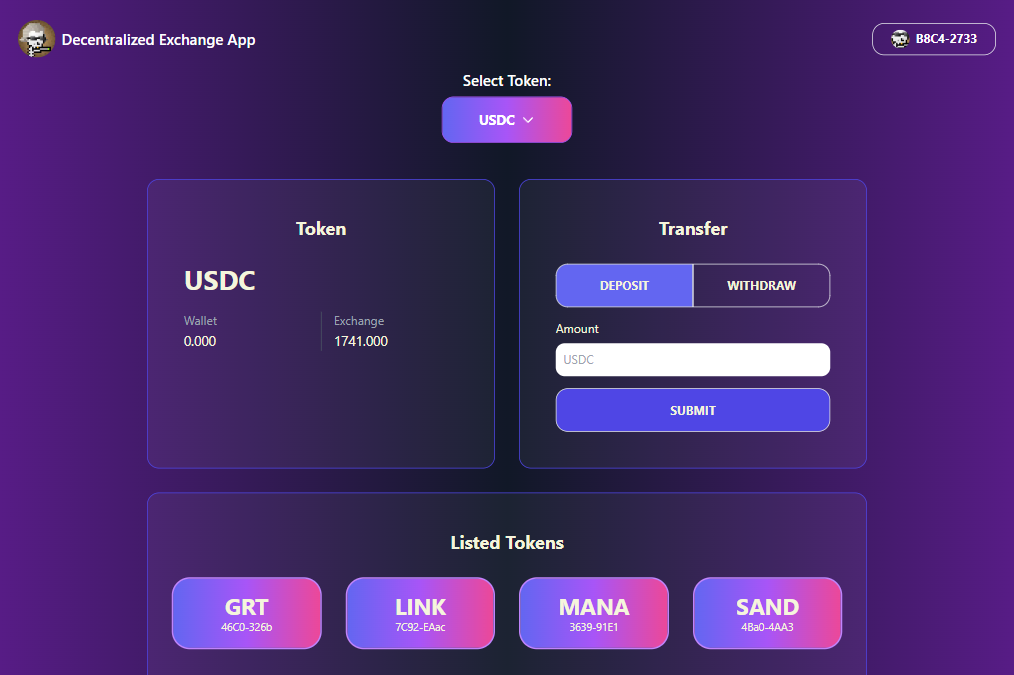 Decentralized Exchange App
B8C4-2733
Select Token:
USDC
Token
USDC
Wallet
Exchange
0.000
1741.000
Transfer
DEPOSIT
WITHDRAW
Amount
USDC
SUBMIT
Listed Tokens
GRT
46C0-326b
LINK
7C92-EAac
MANA
3639-91E1
SAND
4Ba0-4AA3